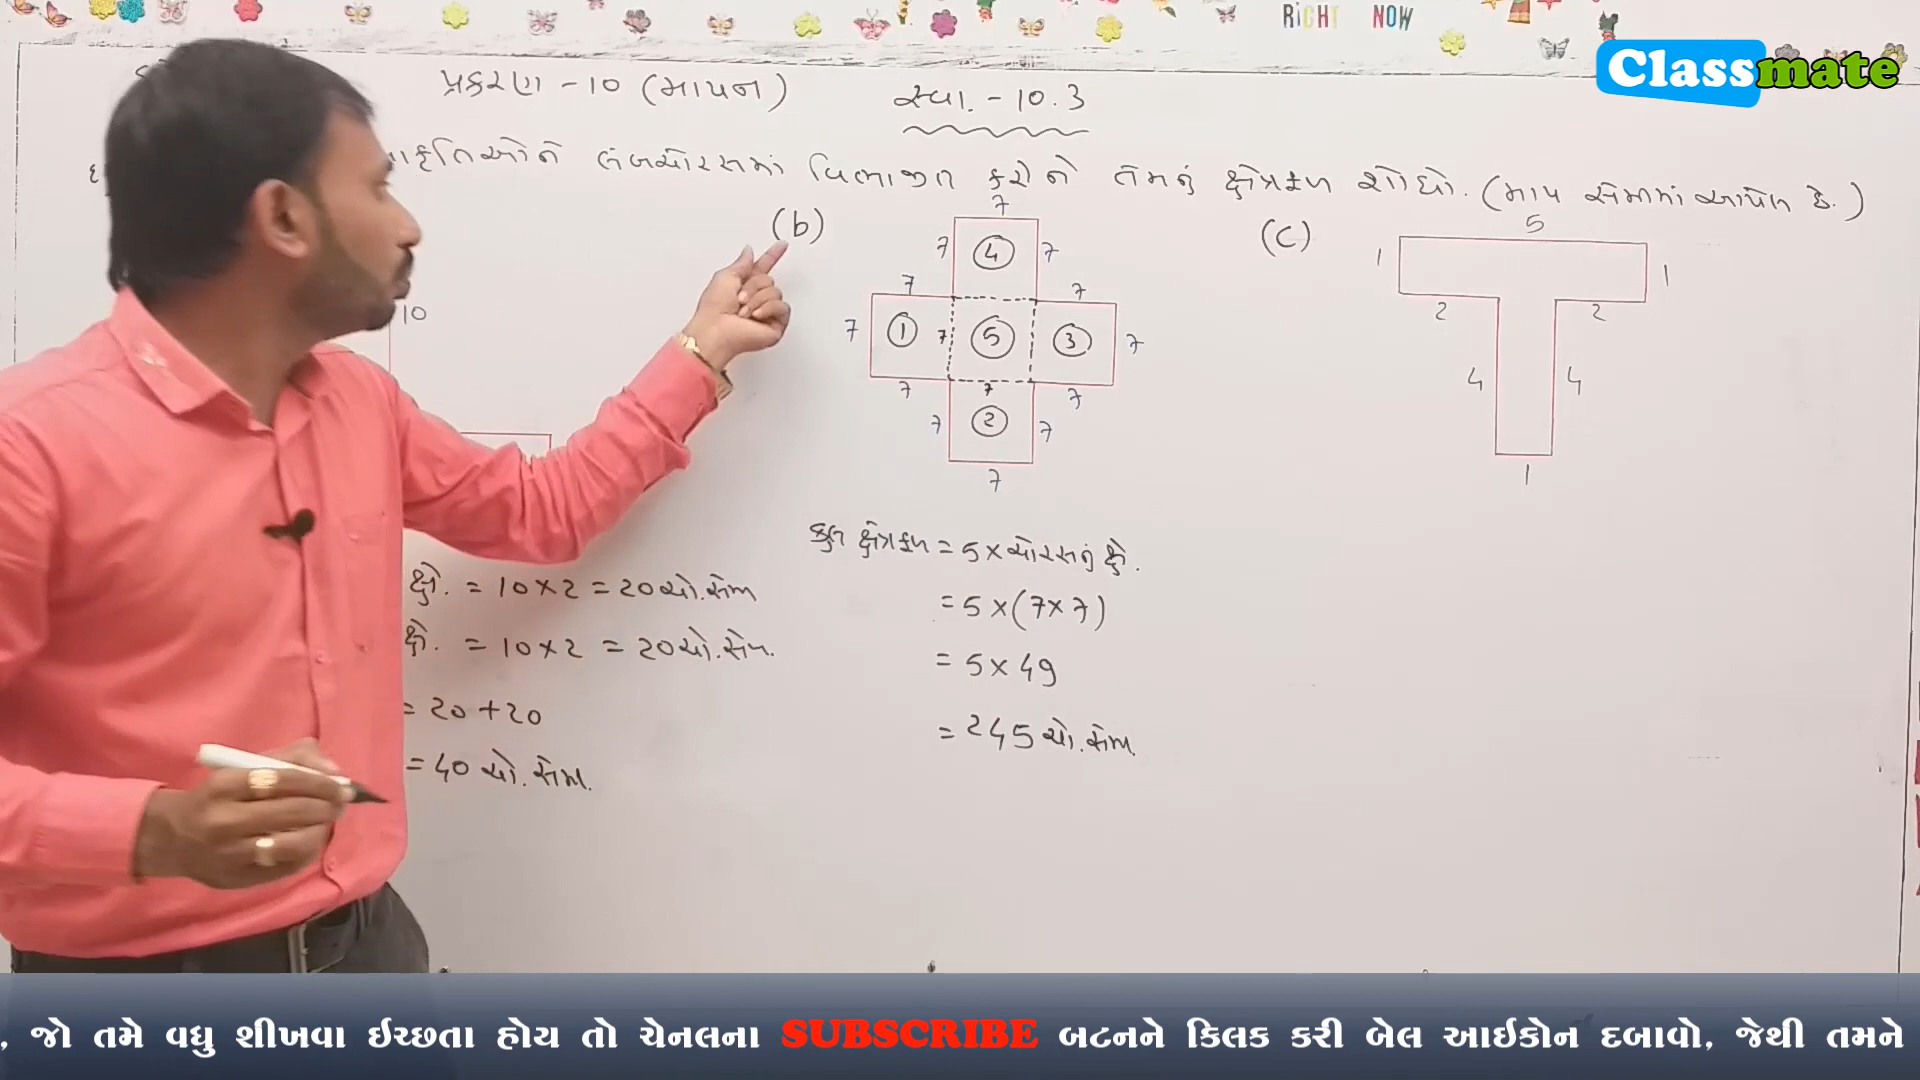 RIGHT NOW
Classmate
પ્રકરણ - 10 (માપન) સ્વા. - 10.3
લંબચોરસમાં વિભાજીત કરીને તેમનું ક્ષેત્રફળ શોધો. (માપ સેમીમાં આપેલ છે.)
(b)
7
7 4 7
7 7
7 1 7 5 3 7
7 7 7
7 2 7
7
(c)
5
1 1
2 2
4 4
1
10
ક્ષે. = 10 × 2 = 20 ચો.સેમી
ક્ષે. = 10 × 2 = 20 ચો.સેમી.
= 20 + 20
= 40 ચો. સેમી.
કુલ ક્ષેત્રફળ = 5 × ચોરસનું ક્ષે.
= 5 × (7 × 7)
= 5 × 49
= 245 ચો. સેમી.
, જો તમે વધુ શીખવા ઈચ્છતા હોય તો ચેનલના SUBSCRIBE બટનને ક્લિક કરી બેલ આઈકોન દબાવો, જેથી તમને